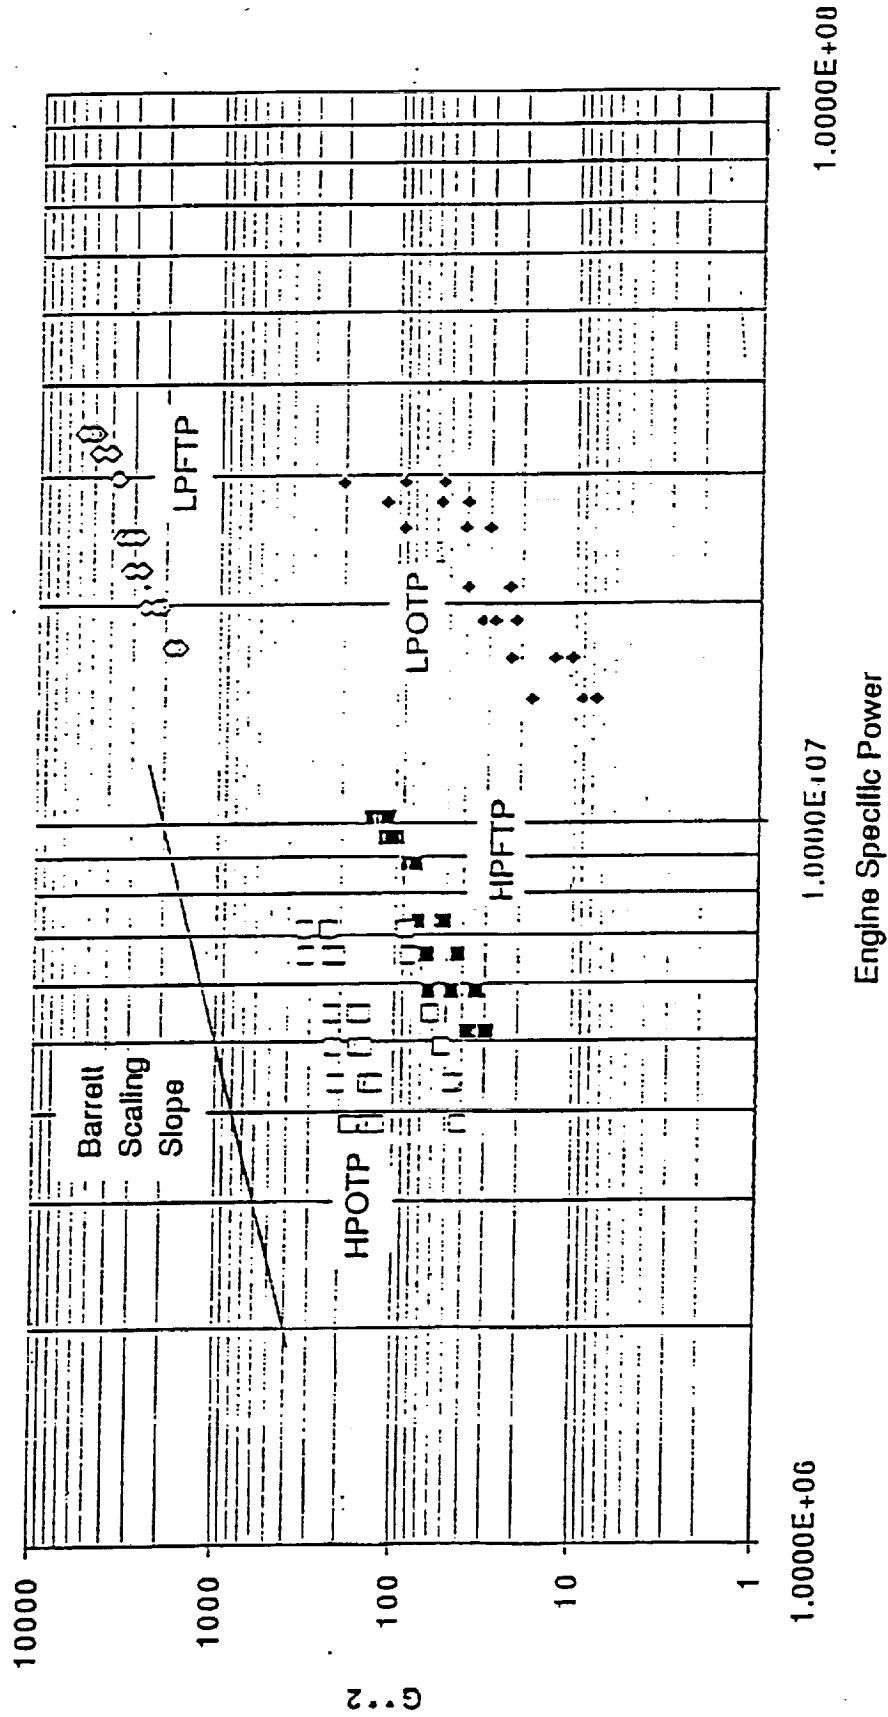 10000
1000
100
10
1
G**2
Barrett
Scaling
Slope
HPOTP
HPFTP
LPOTP
LPFTP
1.0000E+06
1.0000E+07
1.0000E+08
Engine Specific Power